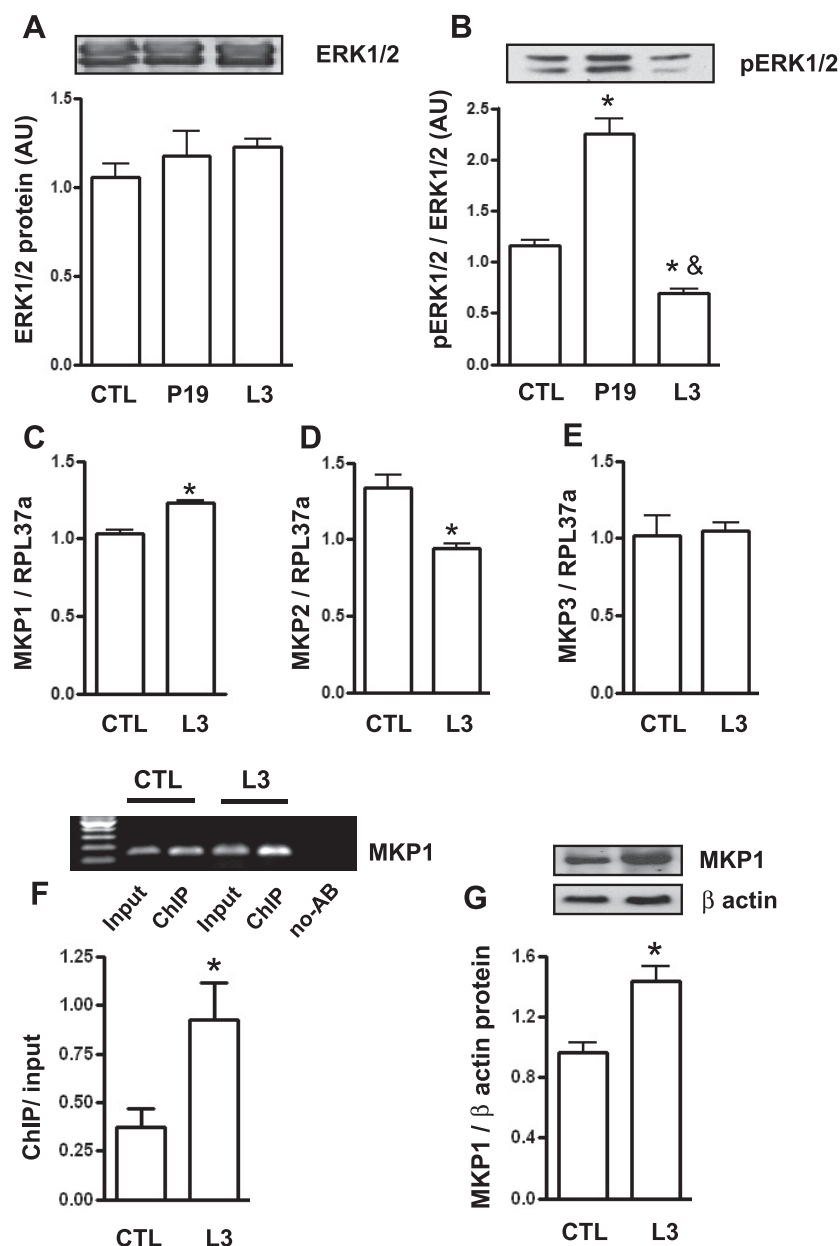 A
ERK1/2
ERK1/2 protein (AU)
1.5
1.0
0.5
0.0
CTL P19 L3
B
pERK1/2
pERK1/2 / ERK1/2 (AU)
2.5
2.0
1.5
1.0
0.5
0.0
*
* &
CTL P19 L3
C
MKP1 / RPL37a
1.5
1.0
0.5
0.0
*
CTL L3
D
MKP2 / RPL37a
1.5
1.0
0.5
0.0
*
CTL L3
E
MKP3 / RPL37a
1.5
1.0
0.5
0.0
CTL L3
CTL L3
MKP1
F
Input ChIP Input ChIP no-AB
ChIP/ input
1.25
1.00
0.75
0.50
0.25
0.00
*
CTL L3
MKP1
G
β actin
MKP1 / β actin protein
1.6
1.2
0.8
0.4
0.0
*
CTL L3